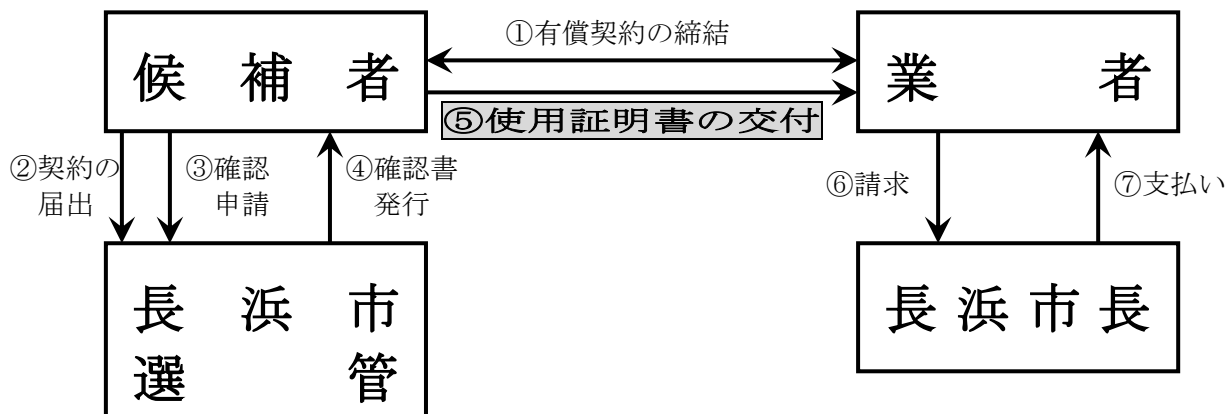 ①有償契約の締結
候補者
業者
⑤使用証明書の交付
②契約の
届出
③確認
申請
④確認書
発行
⑥請求
⑦支払い
長浜市
選管
長浜市長